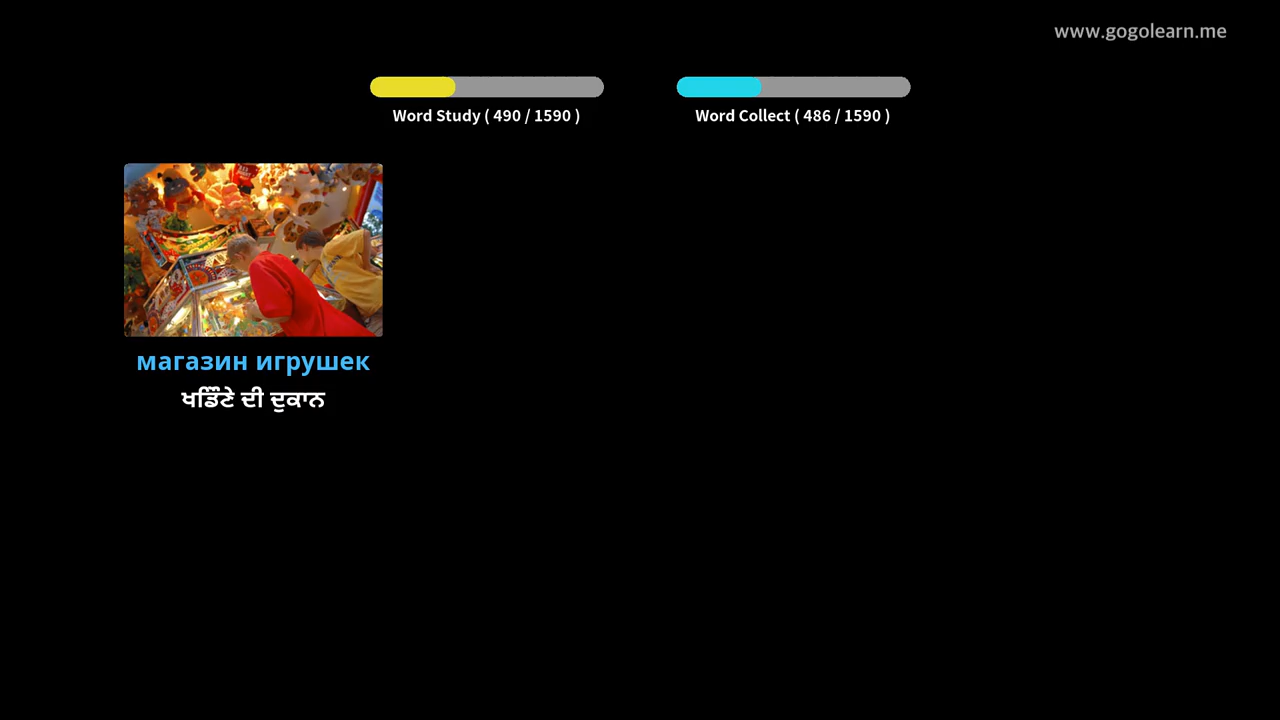 www.gogolearn.me
Word Study ( 490 / 1590 )
Word Collect ( 486 / 1590 )
магазин игрушек
ਖਡਿੌਣੇ ਦੀ ਦੁਕਾਨ